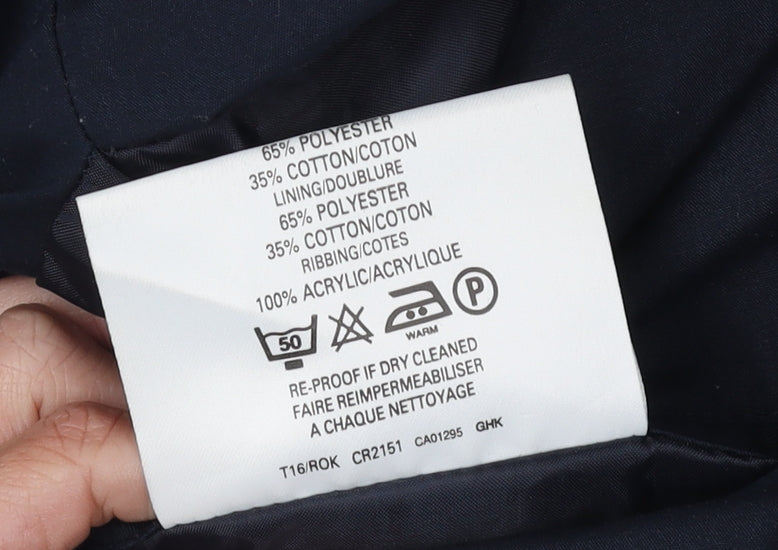 65% POLYESTER
35% COTTON/COTON
LINING/DOUBLURE
65% POLYESTER
35% COTTON/COTON
RIBBING/COTES
100% ACRYLIC/ACRYLIQUE
50 WARM P
RE-PROOF IF DRY CLEANED
FAIRE REIMPERMEABILISER
A CHAQUE NETTOYAGE
T16/ROK CR2151 CA01295 GHK